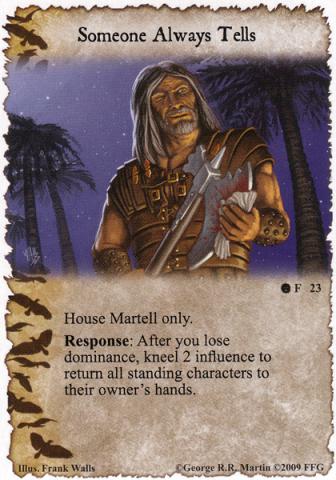 Someone Always Tells
F 23
House Martell only.
Response: After you lose
dominance, kneel 2 influence to
return all standing characters to
their owner's hands.
Illus. Frank Walls ©George R.R. Martin ©2009 FFG